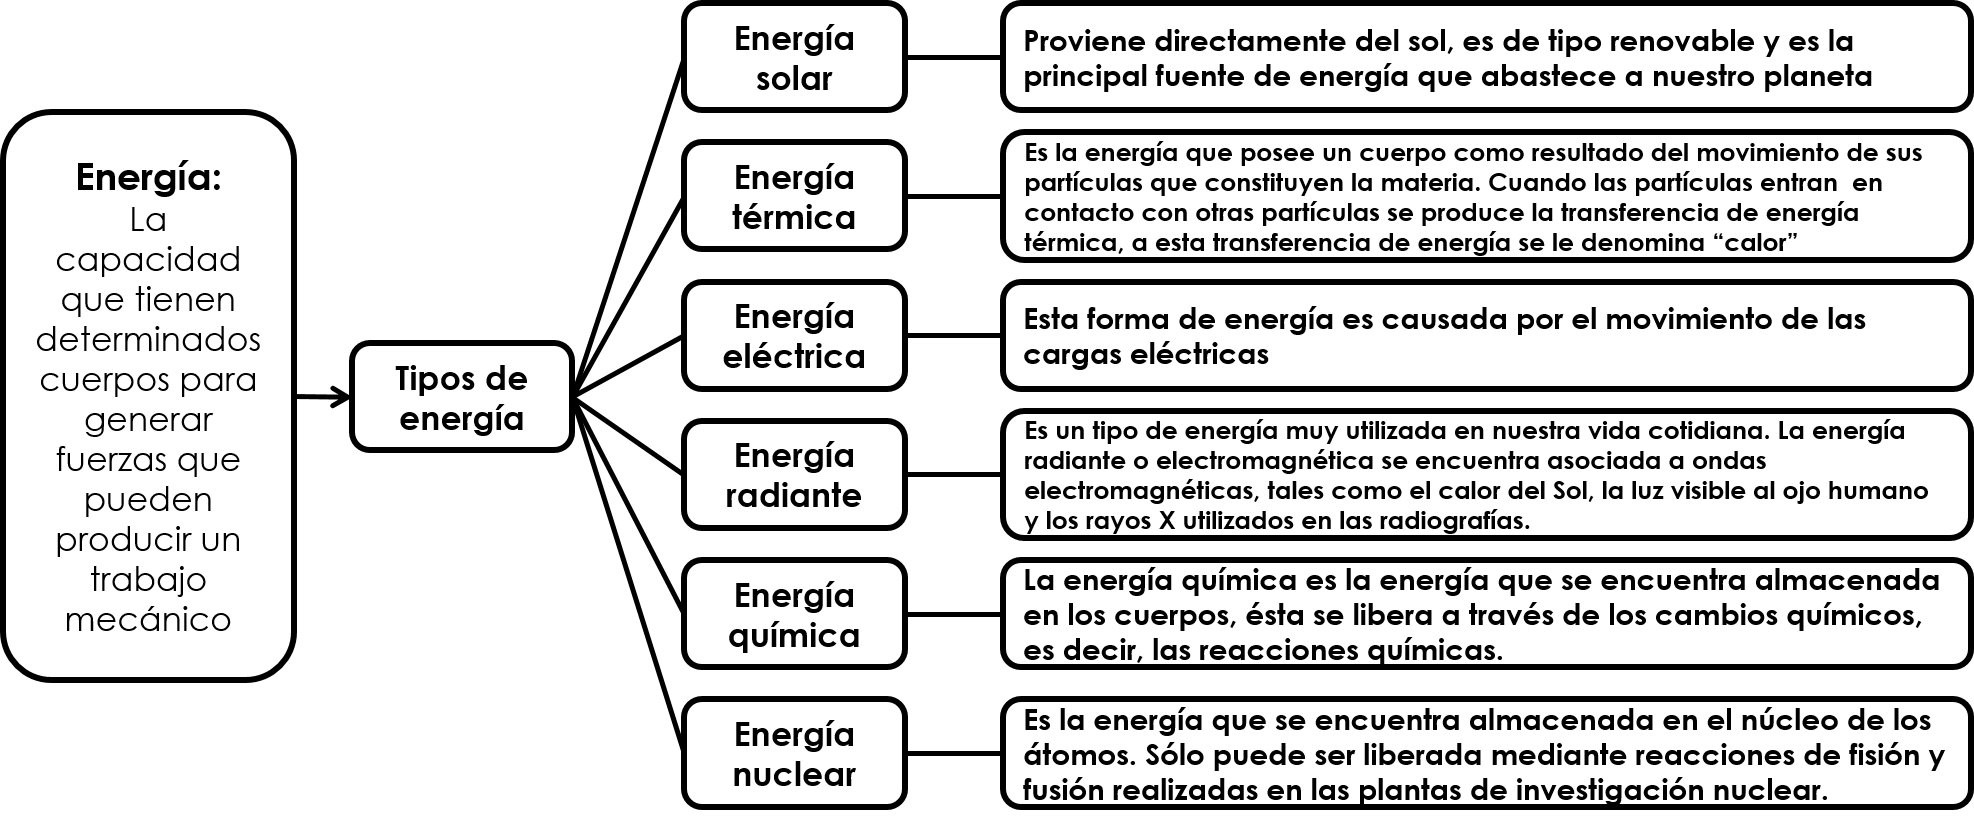 Energía:
La
capacidad
que tienen
determinados
cuerpos para
generar
fuerzas que
pueden
producir un
trabajo
mecánico
Tipos de
energía
Energía
solar
Proviene directamente del sol, es de tipo renovable y es la
principal fuente de energía que abastece a nuestro planeta
Energía
térmica
Es la energía que posee un cuerpo como resultado del movimiento de sus
partículas que constituyen la materia. Cuando las partículas entran  en
contacto con otras partículas se produce la transferencia de energía
térmica, a esta transferencia de energía se le denomina “calor”
Energía
eléctrica
Esta forma de energía es causada por el movimiento de las
cargas eléctricas
Energía
radiante
Es un tipo de energía muy utilizada en nuestra vida cotidiana. La energía
radiante o electromagnética se encuentra asociada a ondas
electromagnéticas, tales como el calor del Sol, la luz visible al ojo humano
y los rayos X utilizados en las radiografías.
Energía
química
La energía química es la energía que se encuentra almacenada
en los cuerpos, ésta se libera a través de los cambios químicos,
es decir, las reacciones químicas.
Energía
nuclear
Es la energía que se encuentra almacenada en el núcleo de los
átomos. Sólo puede ser liberada mediante reacciones de fisión y
fusión realizadas en las plantas de investigación nuclear.